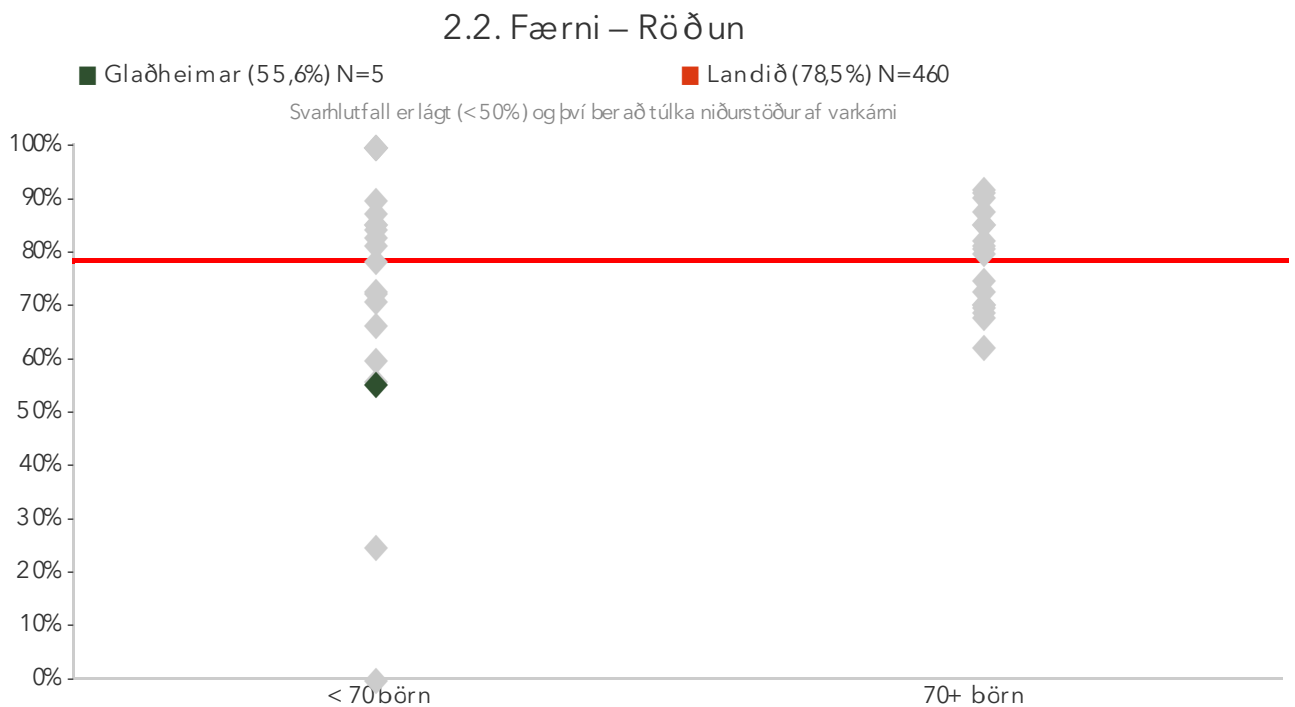 2.2. Færni – Röðun
Glaðheimar (55,6%) N=5
Landið (78,5%) N=460
Svarhlutfall er lágt (<50%) og því ber að túlka niðurstöður af varkárni
100%
90%
80%
70%
60%
50%
40%
30%
20%
10%
0%
< 70 börn
70+ börn